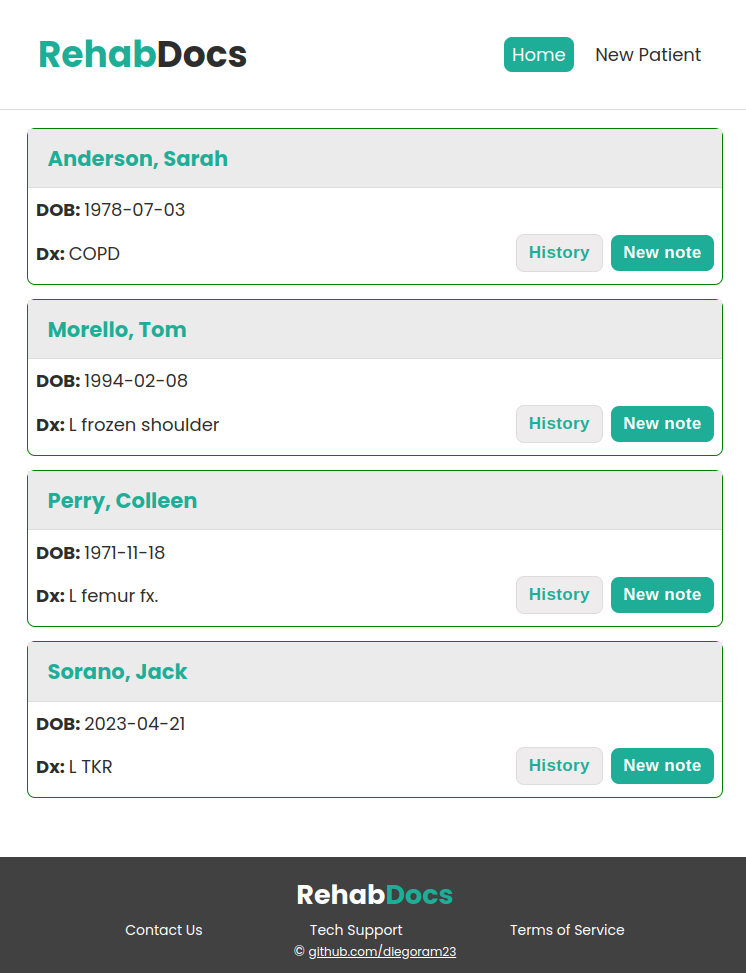 RehabDocs
Home New Patient
Anderson, Sarah
DOB: 1978-07-03
Dx: COPD
History New note
Morello, Tom
DOB: 1994-02-08
Dx: L frozen shoulder
History New note
Perry, Colleen
DOB: 1971-11-18
Dx: L femur fx.
History New note
Sorano, Jack
DOB: 2023-04-21
Dx: L TKR
History New note
RehabDocs
Contact Us Tech Support Terms of Service
© github.com/diegoram23